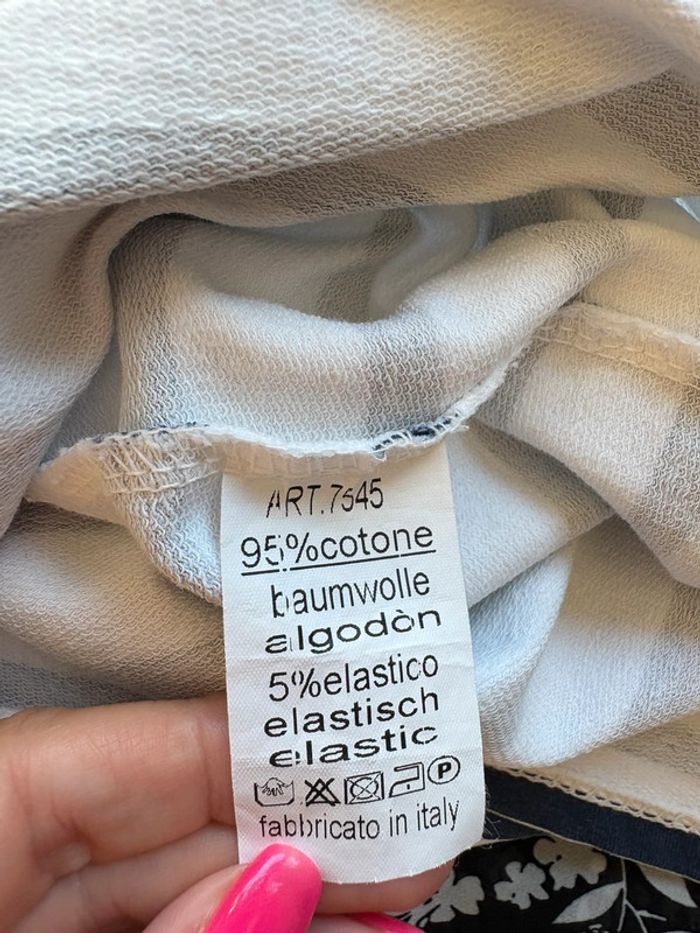 ART.7545
95%cotone
baumwolle
algodòn
5%elastico
elastisch
elastic
P
fabbricato in italy